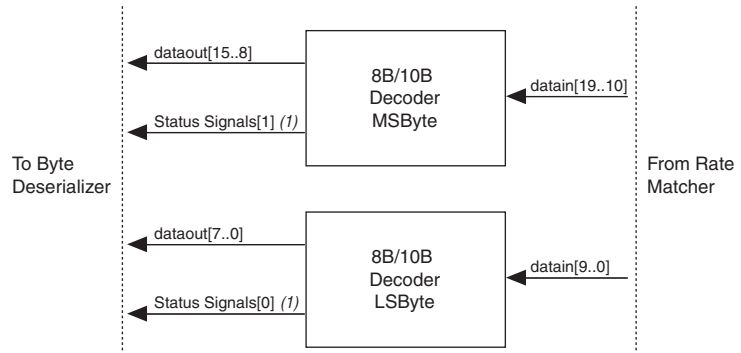 dataout[15..8]
8B/10B
Decoder
MSByte
datain[19..10]
Status Signals[1] (1)
To Byte
Deserializer
From Rate
Matcher
dataout[7..0]
8B/10B
Decoder
LSByte
datain[9..0]
Status Signals[0] (1)